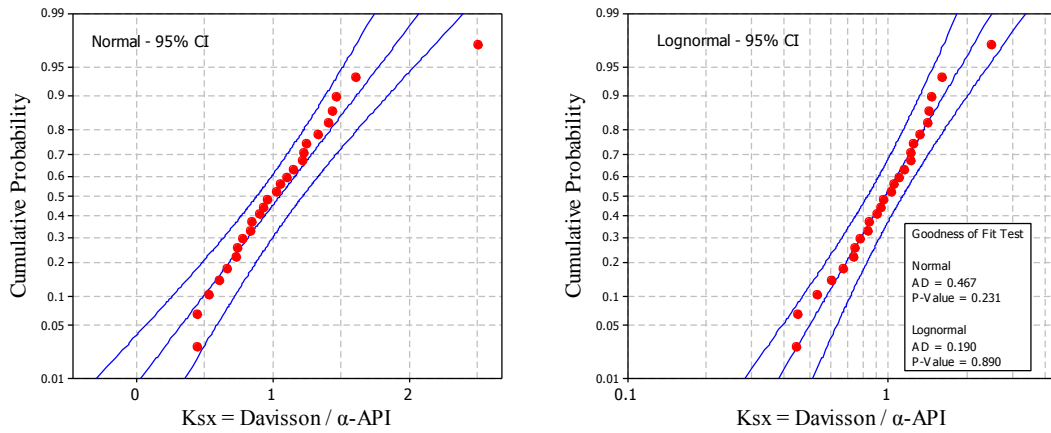 Normal - 95% CI
Cumulative Probability
0.99
0.95
0.9
0.8
0.7
0.6
0.5
0.4
0.3
0.2
0.1
0.05
0.01
0
1
2
Ksx = Davisson / α-API
Lognormal - 95% CI
Cumulative Probability
0.99
0.95
0.9
0.8
0.7
0.6
0.5
0.4
0.3
0.2
0.1
0.05
0.01
0.1
1
Ksx = Davisson / α-API
Goodness of Fit Test
Normal
AD = 0.467
P-Value = 0.231
Lognormal
AD = 0.190
P-Value = 0.890